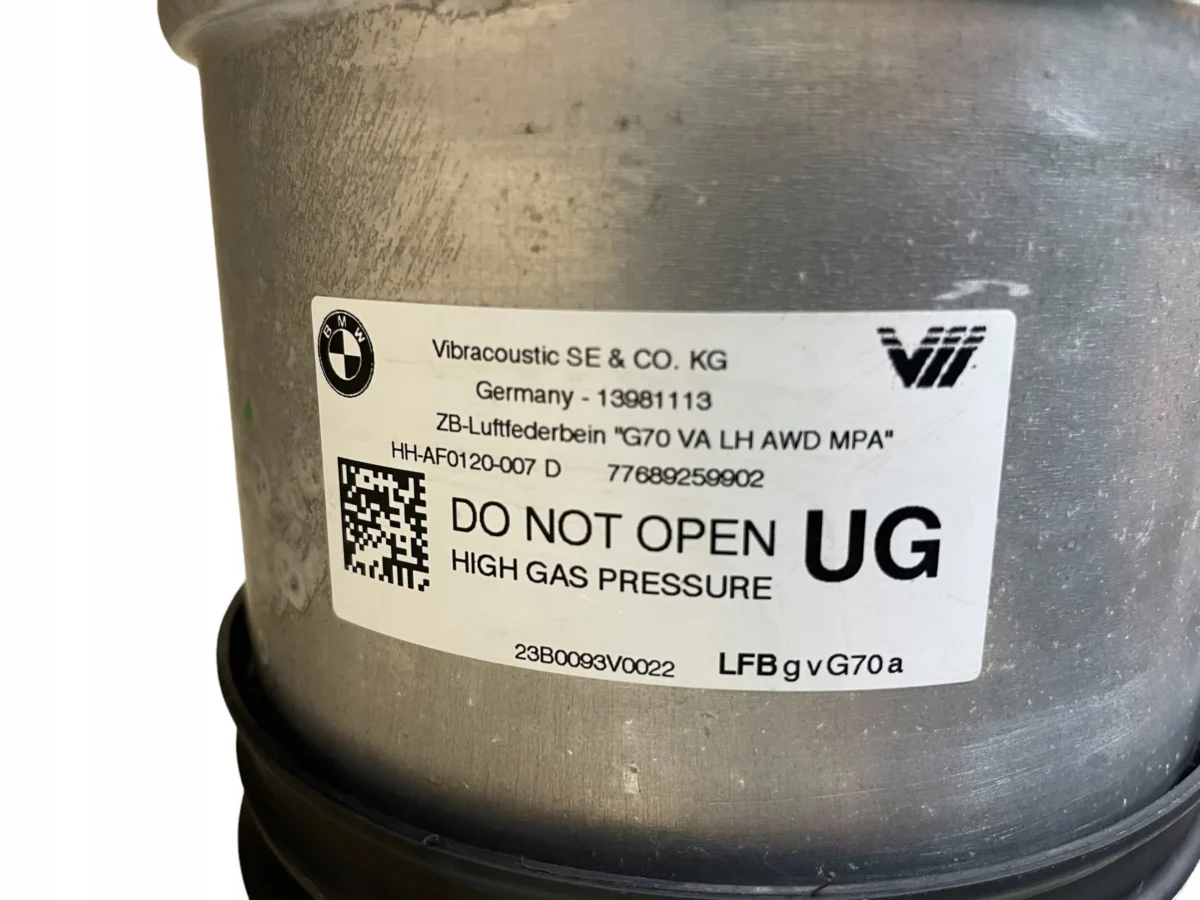 BMW
Vibracoustic SE & CO. KG
Germany - 13981113
ZB-Luftfederbein "G70 VA LH AWD MPA"
HH-AF0120-007 D 77689259902
DO NOT OPEN UG
HIGH GAS PRESSURE
23B0093V0022 LFB g v G70 a